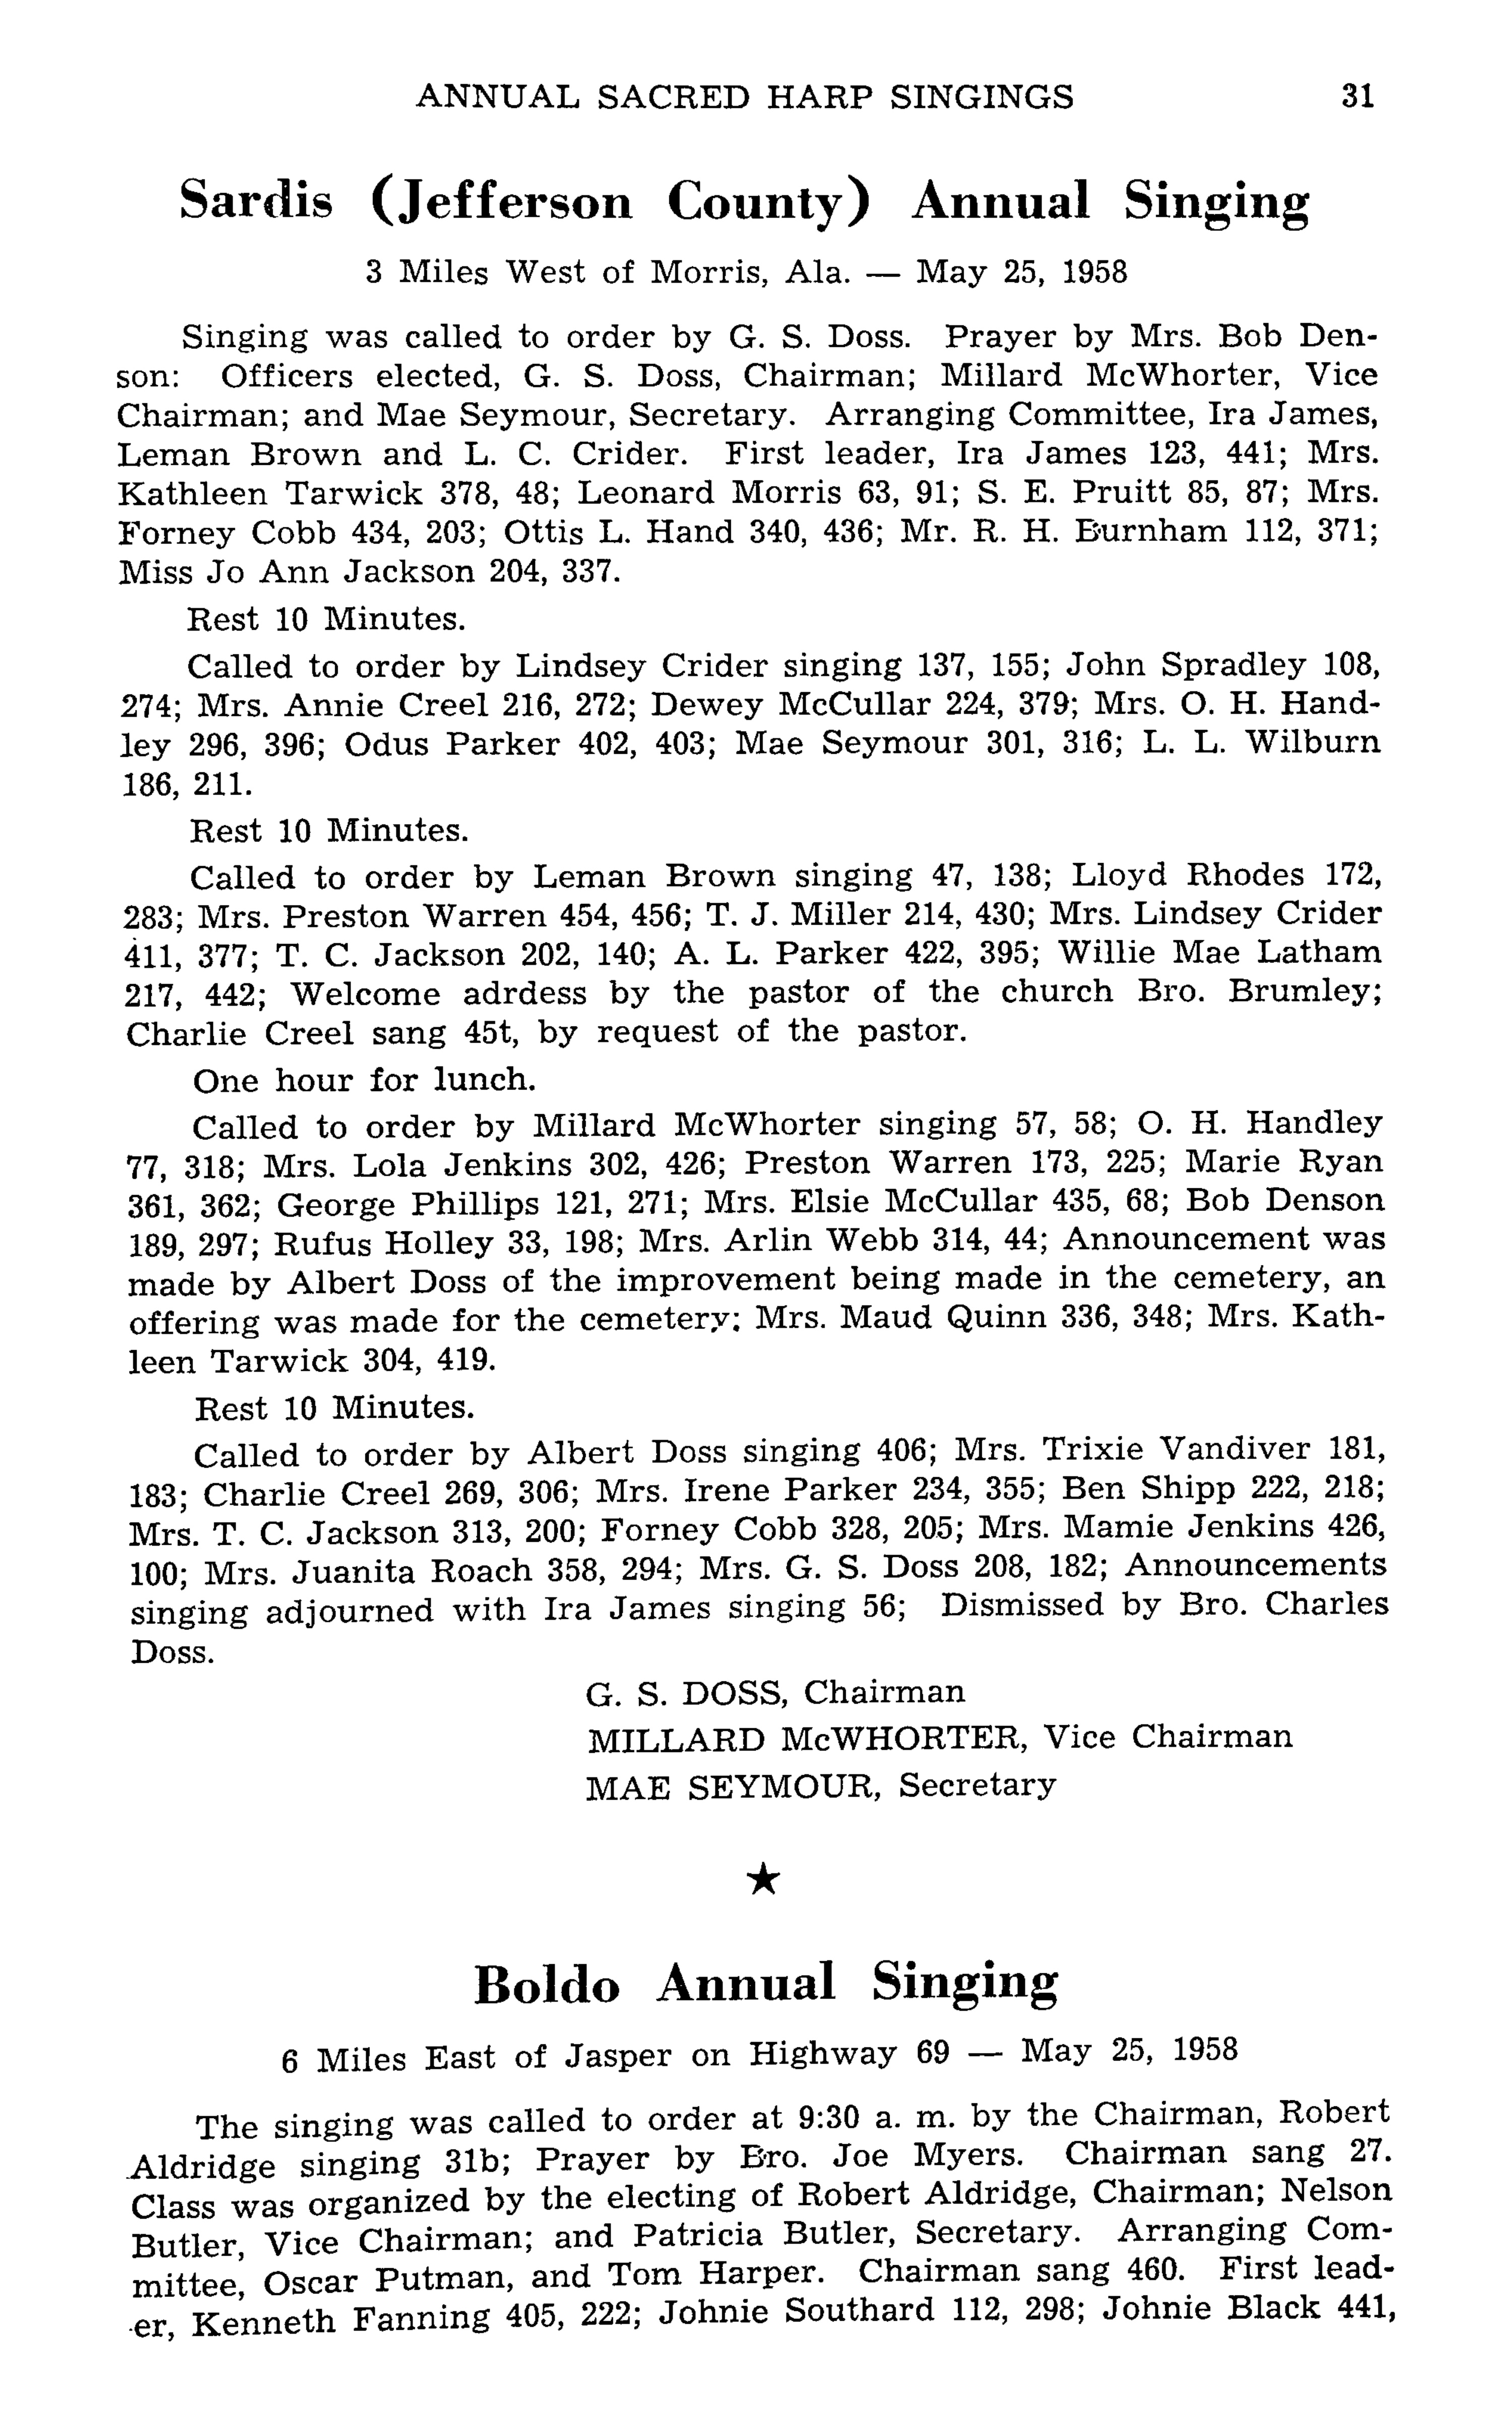 ANNUAL SACRED HARP SINGINGS 31
Sardis (Jefferson County) Annual Singing
3 Miles West of Morris, Ala. — May 25, 1958
Singing was called to order by G. S. Doss. Prayer by Mrs. Bob Den-
son: Officers elected, G. S. Doss, Chairman; Millard McWhorter, Vice
Chairman; and Mae Seymour, Secretary. Arranging Committee, Ira James,
Leman Brown and L. C. Crider. First leader, Ira James 123, 441; Mrs.
Kathleen Tarwick 378, 48; Leonard Morris 63, 91; S. E. Pruitt 85, 87; Mrs.
Forney Cobb 434, 203; Ottis L. Hand 340, 436; Mr. R. H. Burnham 112, 371;
Miss Jo Ann Jackson 204, 337.
Rest 10 Minutes.
Called to order by Lindsey Crider singing 137, 155; John Spradley 108,
274; Mrs. Annie Creel 216, 272; Dewey McCullar 224, 379; Mrs. O. H. Hand-
ley 296, 396; Odus Parker 402, 403; Mae Seymour 301, 316; L. L. Wilburn
186, 211.
Rest 10 Minutes.
Called to order by Leman Brown singing 47, 138; Lloyd Rhodes 172,
283; Mrs. Preston Warren 454, 456; T. J. Miller 214, 430; Mrs. Lindsey Crider
411, 377; T. C. Jackson 202, 140; A. L. Parker 422, 395; Willie Mae Latham
217, 442; Welcome adrdess by the pastor of the church Bro. Brumley;
Charlie Creel sang 45t, by request of the pastor.
One hour for lunch.
Called to order by Millard McWhorter singing 57, 58; O. H. Handley
77, 318; Mrs. Lola Jenkins 302, 426; Preston Warren 173, 225; Marie Ryan
361, 362; George Phillips 121, 271; Mrs. Elsie McCullar 435, 68; Bob Denson
189, 297; Rufus Holley 33, 198; Mrs. Arlin Webb 314, 44; Announcement was
made by Albert Doss of the improvement being made in the cemetery, an
offering was made for the cemetery; Mrs. Maud Quinn 336, 348; Mrs. Kath-
leen Tarwick 304, 419.
Rest 10 Minutes.
Called to order by Albert Doss singing 406; Mrs. Trixie Vandiver 181,
183; Charlie Creel 269, 306; Mrs. Irene Parker 234, 355; Ben Shipp 222, 218;
Mrs. T. C. Jackson 313, 200; Forney Cobb 328, 205; Mrs. Mamie Jenkins 426,
100; Mrs. Juanita Roach 358, 294; Mrs. G. S. Doss 208, 182; Announcements
singing adjourned with Ira James singing 56; Dismissed by Bro. Charles
Doss.
G. S. DOSS, Chairman
MILLARD McWHORTER, Vice Chairman
MAE SEYMOUR, Secretary
★
Boldo Annual Singing
6 Miles East of Jasper on Highway 69 — May 25, 1958
The singing was called to order at 9:30 a. m. by the Chairman, Robert
Aldridge singing 31b; Prayer by Bro. Joe Myers. Chairman sang 27.
Class was organized by the electing of Robert Aldridge, Chairman; Nelson
Butler, Vice Chairman; and Patricia Butler, Secretary. Arranging Com-
mittee, Oscar Putman, and Tom Harper. Chairman sang 460. First lead-
er, Kenneth Fanning 405, 222; Johnie Southard 112, 298; Johnie Black 441,